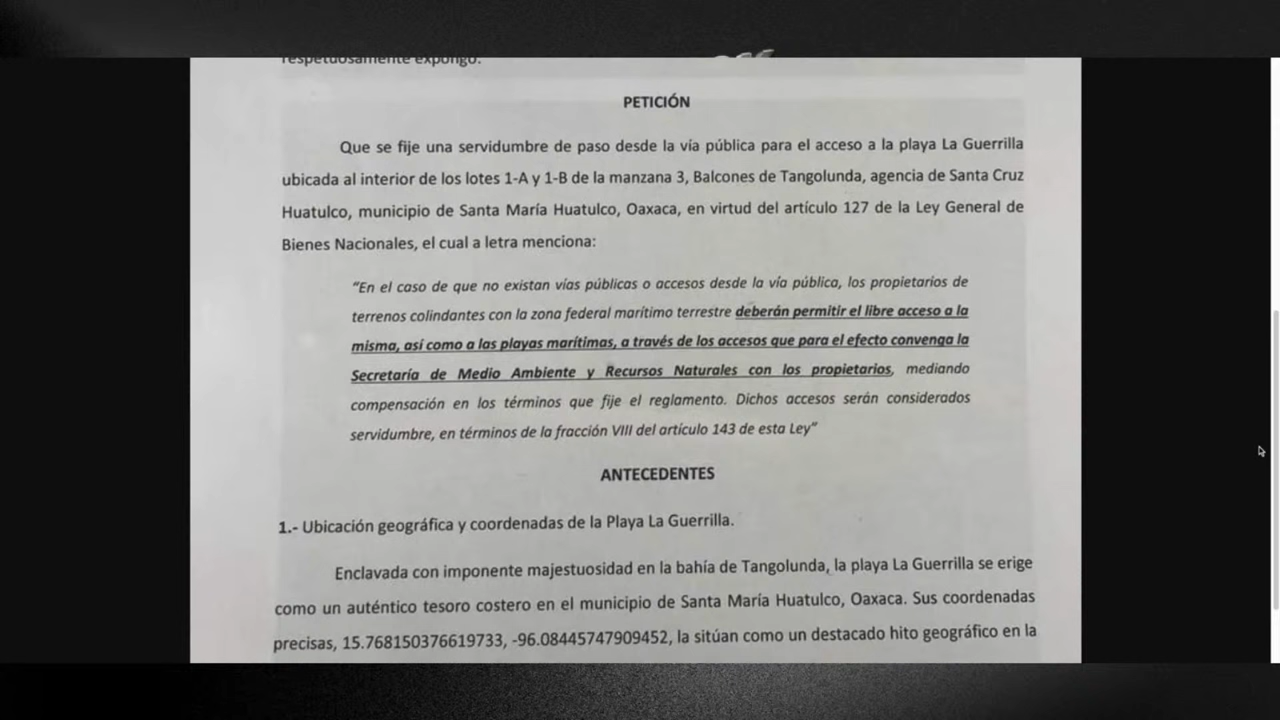 respetuosamente expongo.
PETICIÓN
Que se fije una servidumbre de paso desde la vía pública para el acceso a la playa La Guerrilla
ubicada al interior de los lotes 1-A y 1-B de la manzana 3, Balcones de Tangolunda, agencia de Santa Cruz
Huatulco, municipio de Santa María Huatulco, Oaxaca, en virtud del artículo 127 de la Ley General de
Bienes Nacionales, el cual a letra menciona:
“En el caso de que no existan vías públicas o accesos desde la vía pública, los propietarios de
terrenos colindantes con la zona federal marítimo terrestre deberán permitir el libre acceso a la
misma, así como a las playas marítimas, a través de los accesos que para el efecto convenga la
Secretaría de Medio Ambiente y Recursos Naturales con los propietarios, mediando
compensación en los términos que fije el reglamento. Dichos accesos serán considerados
servidumbre, en términos de la fracción VIII del artículo 143 de esta Ley”
ANTECEDENTES
1.- Ubicación geográfica y coordenadas de la Playa La Guerrilla.
Enclavada con imponente majestuosidad en la bahía de Tangolunda, la playa La Guerrilla se erige
como un auténtico tesoro costero en el municipio de Santa María Huatulco, Oaxaca. Sus coordenadas
precisas, 15.768150376619733, -96.08445747909452, la sitúan como un destacado hito geográfico en la